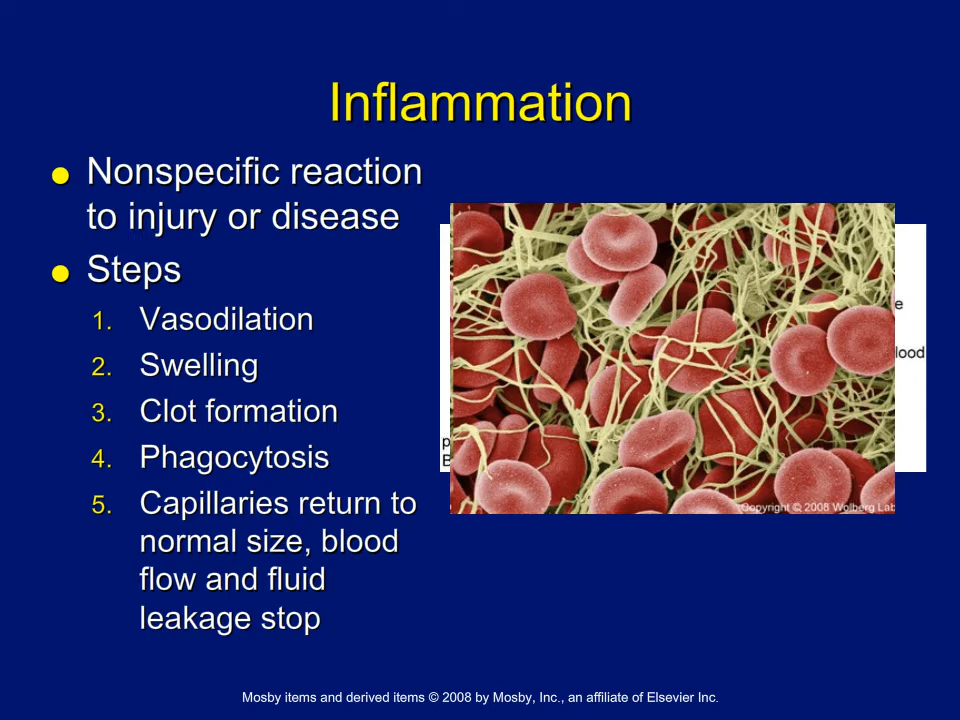 Inflammation
● Nonspecific reaction
to injury or disease
● Steps
1. Vasodilation
2. Swelling
3. Clot formation
4. Phagocytosis
5. Capillaries return to
normal size, blood
flow and fluid
leakage stop
Copyright © 2008 Wolberg Lab
Mosby items and derived items © 2008 by Mosby, Inc., an affiliate of Elsevier Inc.